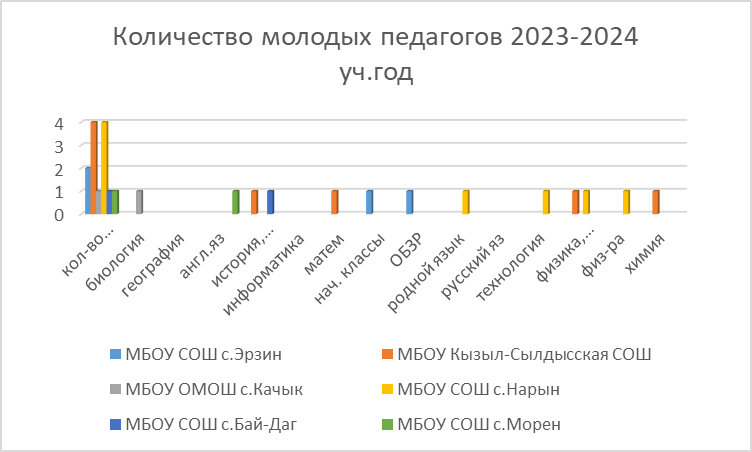 Количество молодых педагогов 2023-2024
уч.год
4
3
2
1
0
кол-во...
биология
география
англ.яз
история,...
информатика
матем
нач. классы
ОБЗР
родной язык
русский яз
технология
физика,...
физ-ра
химия
МБОУ СОШ с.Эрзин
МБОУ Кызыл-Сылдысская СОШ
МБОУ ОМОШ с.Качык
МБОУ СОШ с.Нарын
МБОУ СОШ с.Бай-Даг
МБОУ СОШ с.Морен